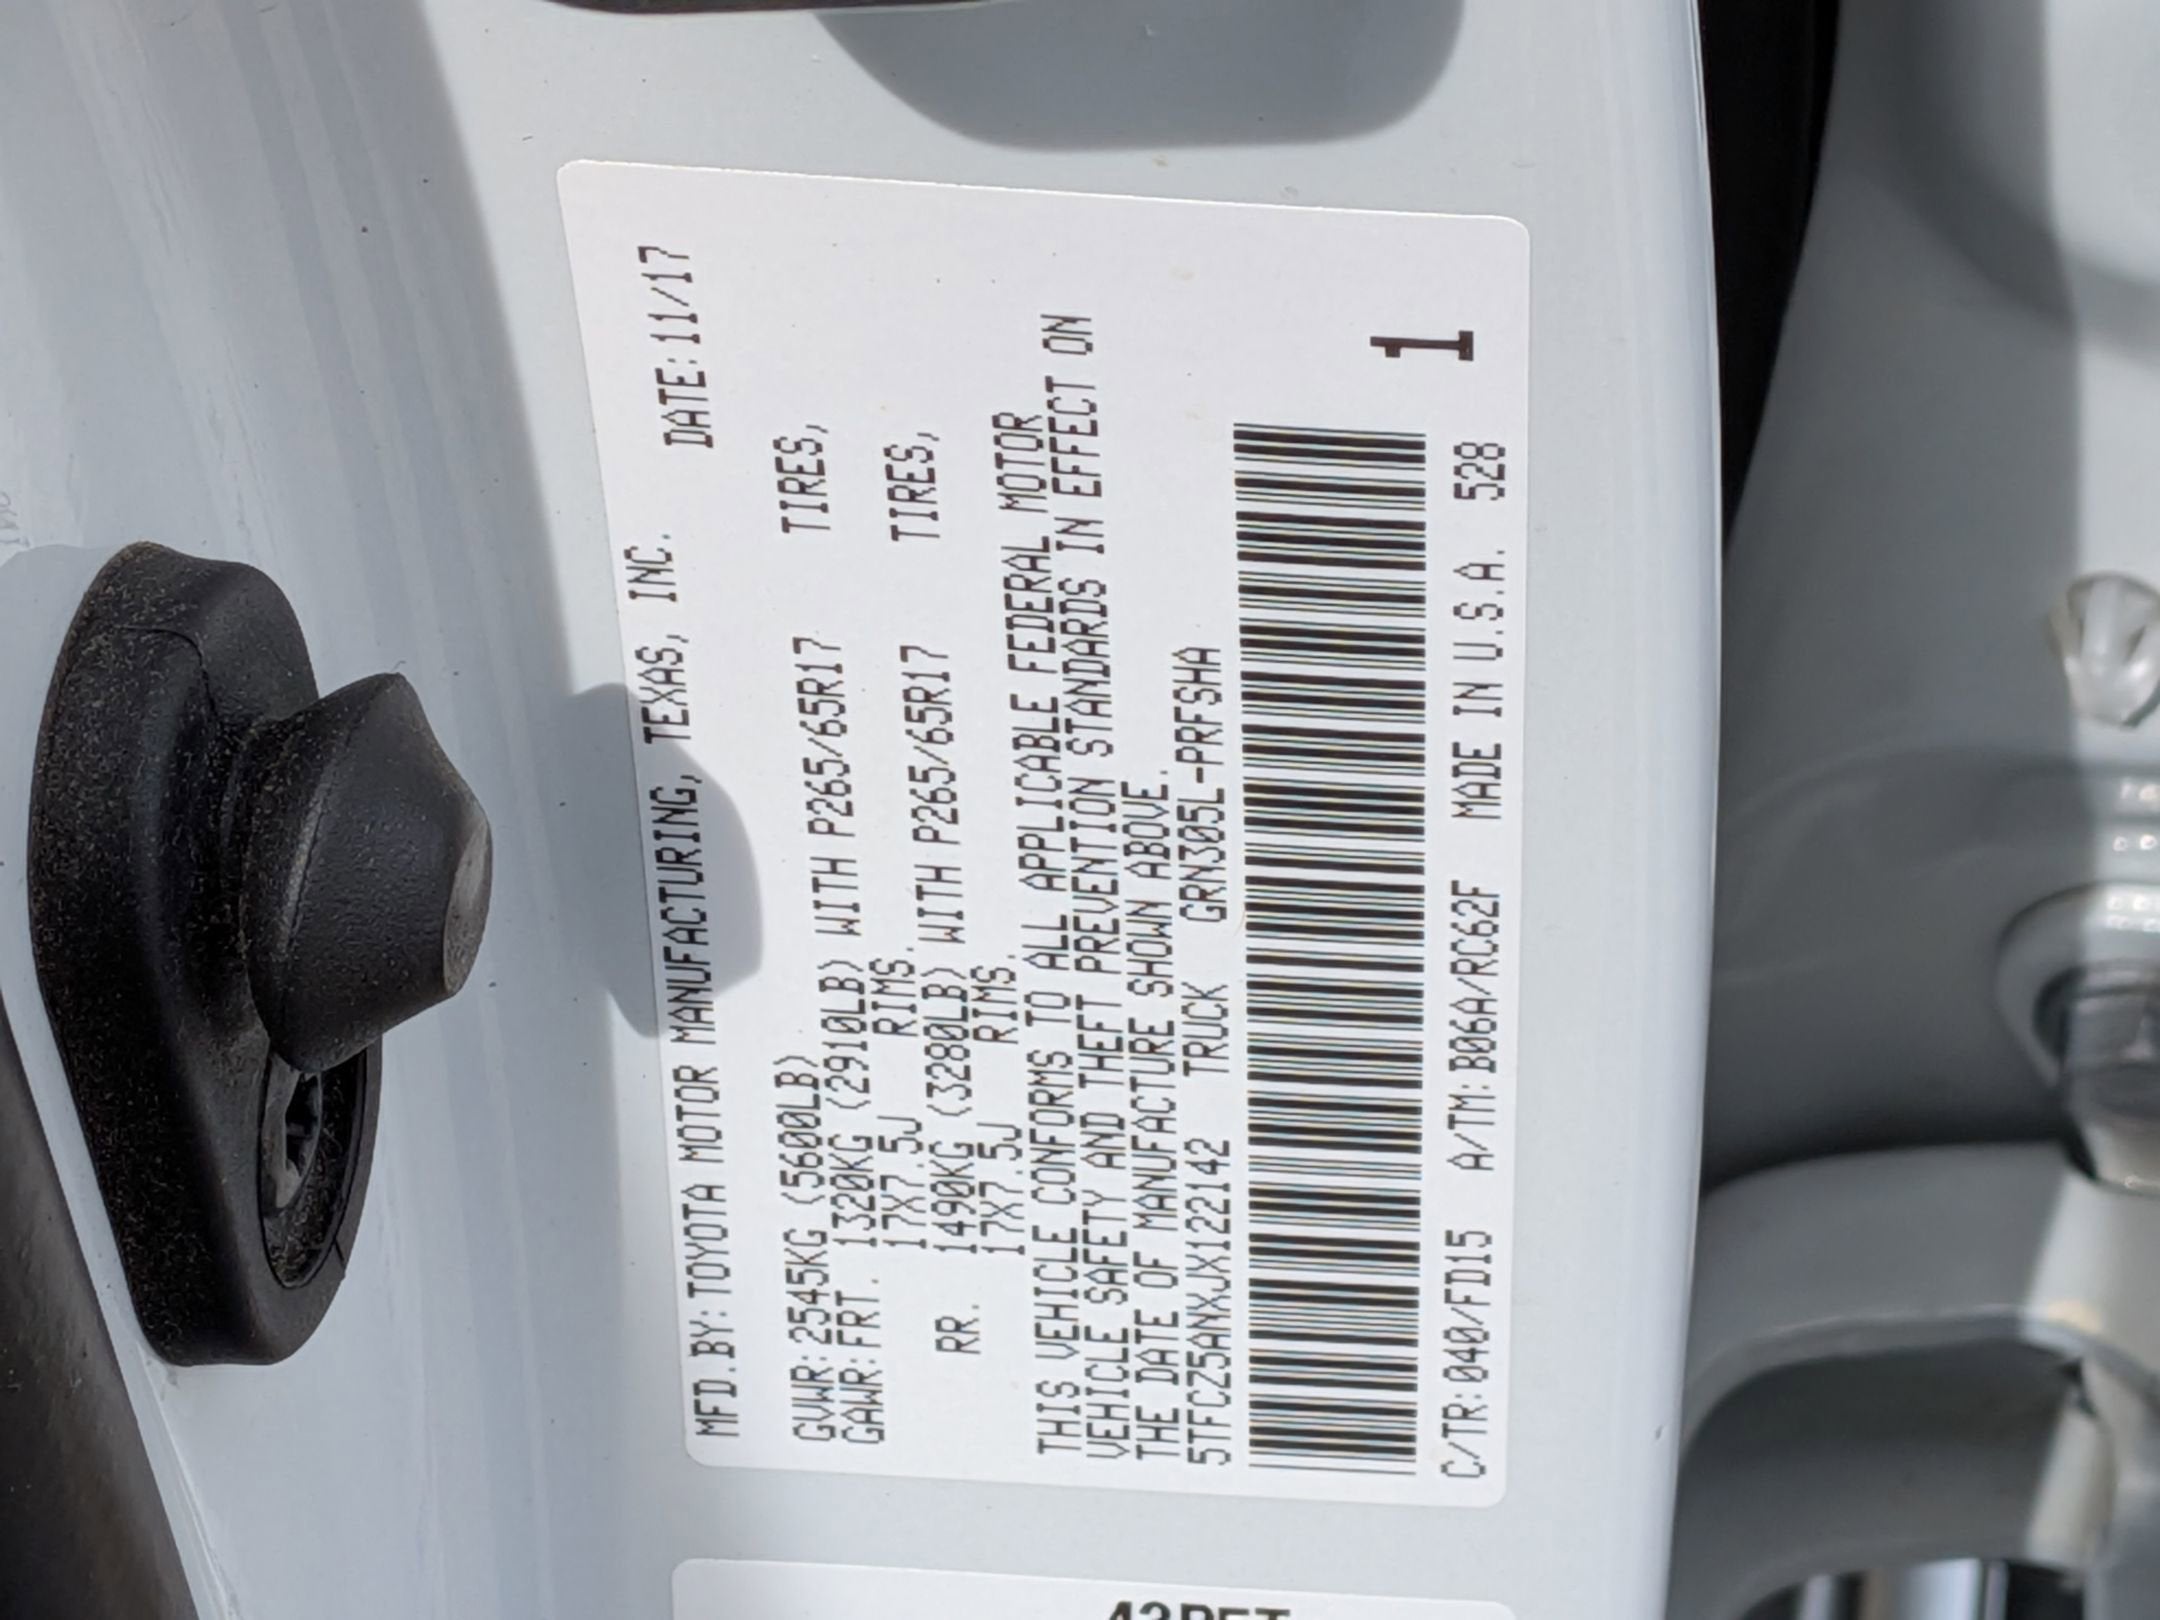 MFD.BY: TOYOTA MOTOR MANUFACTURING, TEXAS, INC. DATE: 11/17
GVWR: 2545KG (5600LB)
GAWR: FRT. 1320KG (2910LB) WITH P265/65R17 TIRES,
17X7.5J RIMS.
RR. 1490KG (3280LB) WITH P265/65R17 TIRES,
17X7.5J RIMS.
THIS VEHICLE CONFORMS TO ALL APPLICABLE FEDERAL MOTOR
VEHICLE SAFETY AND THEFT PREVENTION STANDARDS IN EFFECT ON
THE DATE OF MANUFACTURE SHOWN ABOVE.
5TFCZ5ANXJX122142 TRUCK GRN305L-PRFSHA
1
C/TR: 040/FD15 A/TM: B06A/RC62F MADE IN U.S.A. 528